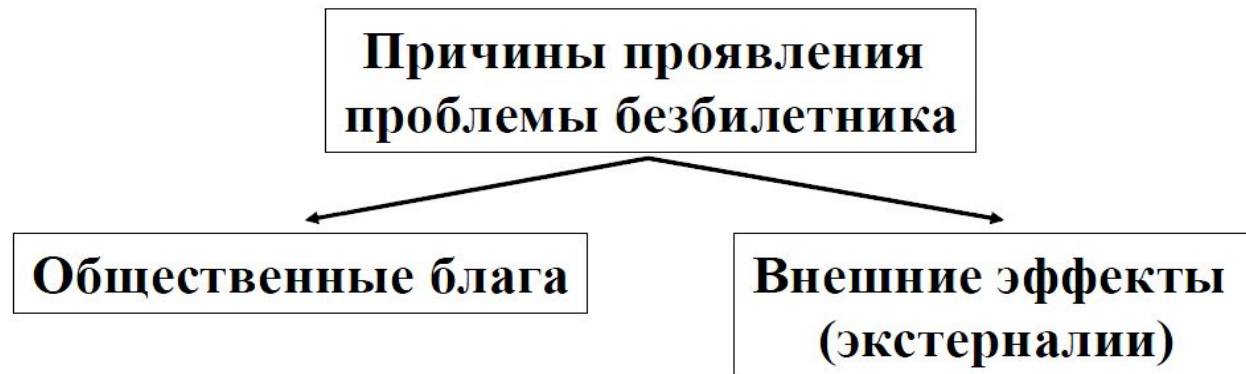 Причины проявления
проблемы безбилетника
Общественные блага
Внешние эффекты
(экстерналии)